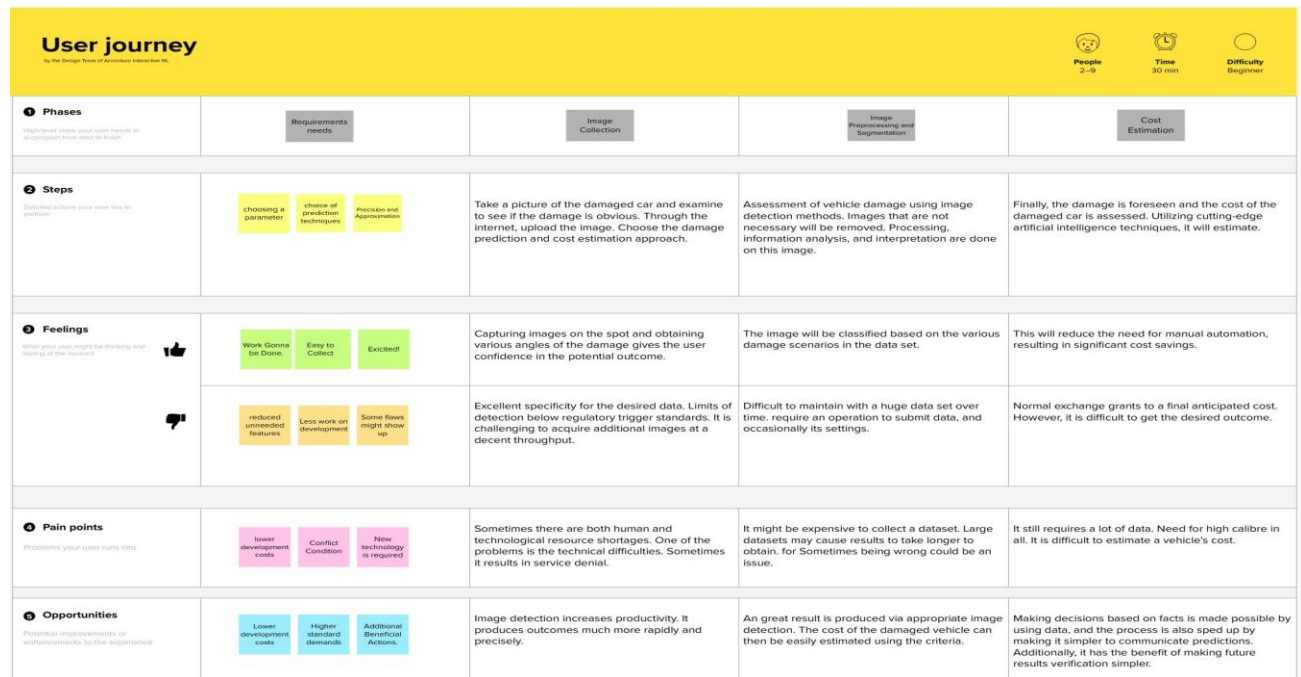 User journey
by the Design Team of Accenture Interactive NL
People
2–9
Time
30 min
Difficulty
Beginner
1 Phases
High-level steps your user needs to
accomplish from start to finish
Requirements
needs
Image
Collection
Image
Preprocessing and
Segmentation
Cost
Estimation
2 Steps
Detailed actions your user has to
perform
choosing a
parameter
choice of
prediction
techniques
Precision and
Approximation
Take a picture of the damaged car and examine
to see if the damage is obvious. Through the
internet, upload the image. Choose the damage
prediction and cost estimation approach.
Assessment of vehicle damage using image
detection methods. Images that are not
necessary will be removed. Processing,
information analysis, and interpretation are done
on this image.
Finally, the damage is foreseen and the cost of the
damaged car is assessed. Utilizing cutting-edge
artificial intelligence techniques, it will estimate.
3 Feelings
What your user might be thinking and
feeling at the moment
Work Gonna
be Done.
Easy to
Collect
Exicited!
Capturing images on the spot and obtaining
various angles of the damage gives the user
confidence in the potential outcome.
The image will be classified based on the various
damage scenarios in the data set.
This will reduce the need for manual automation,
resulting in significant cost savings.
reduced
unneeded
features
Less work on
development
Some flaws
might show
up
Excellent specificity for the desired data. Limits of
detection below regulatory trigger standards. It is
challenging to acquire additional images at a
decent throughput.
Difficult to maintain with a huge data set over
time. require an operation to submit data, and
occasionally its settings.
Normal exchange grants to a final anticipated cost.
However, it is difficult to get the desired outcome.
4 Pain points
Problems your user runs into
lower
development
costs
Conflict
Condition
New
technology
is required
Sometimes there are both human and
technological resource shortages. One of the
problems is the technical difficulties. Sometimes
it results in service denial.
It might be expensive to collect a dataset. Large
datasets may cause results to take longer to
obtain. for Sometimes being wrong could be an
issue.
It still requires a lot of data. Need for high calibre in
all. It is difficult to estimate a vehicle's cost.
5 Opportunities
Potential improvements or
enhancements to the experience
Lower
development
costs
Higher
standard
demands
Additional
Beneficial
Actions.
Image detection increases productivity. It
produces outcomes much more rapidly and
precisely.
An great result is produced via appropriate image
detection. The cost of the damaged vehicle can
then be easily estimated using the criteria.
Making decisions based on facts is made possible by
using data, and the process is also sped up by
making it simpler to communicate predictions.
Additionally, it has the benefit of making future
results verification simpler.